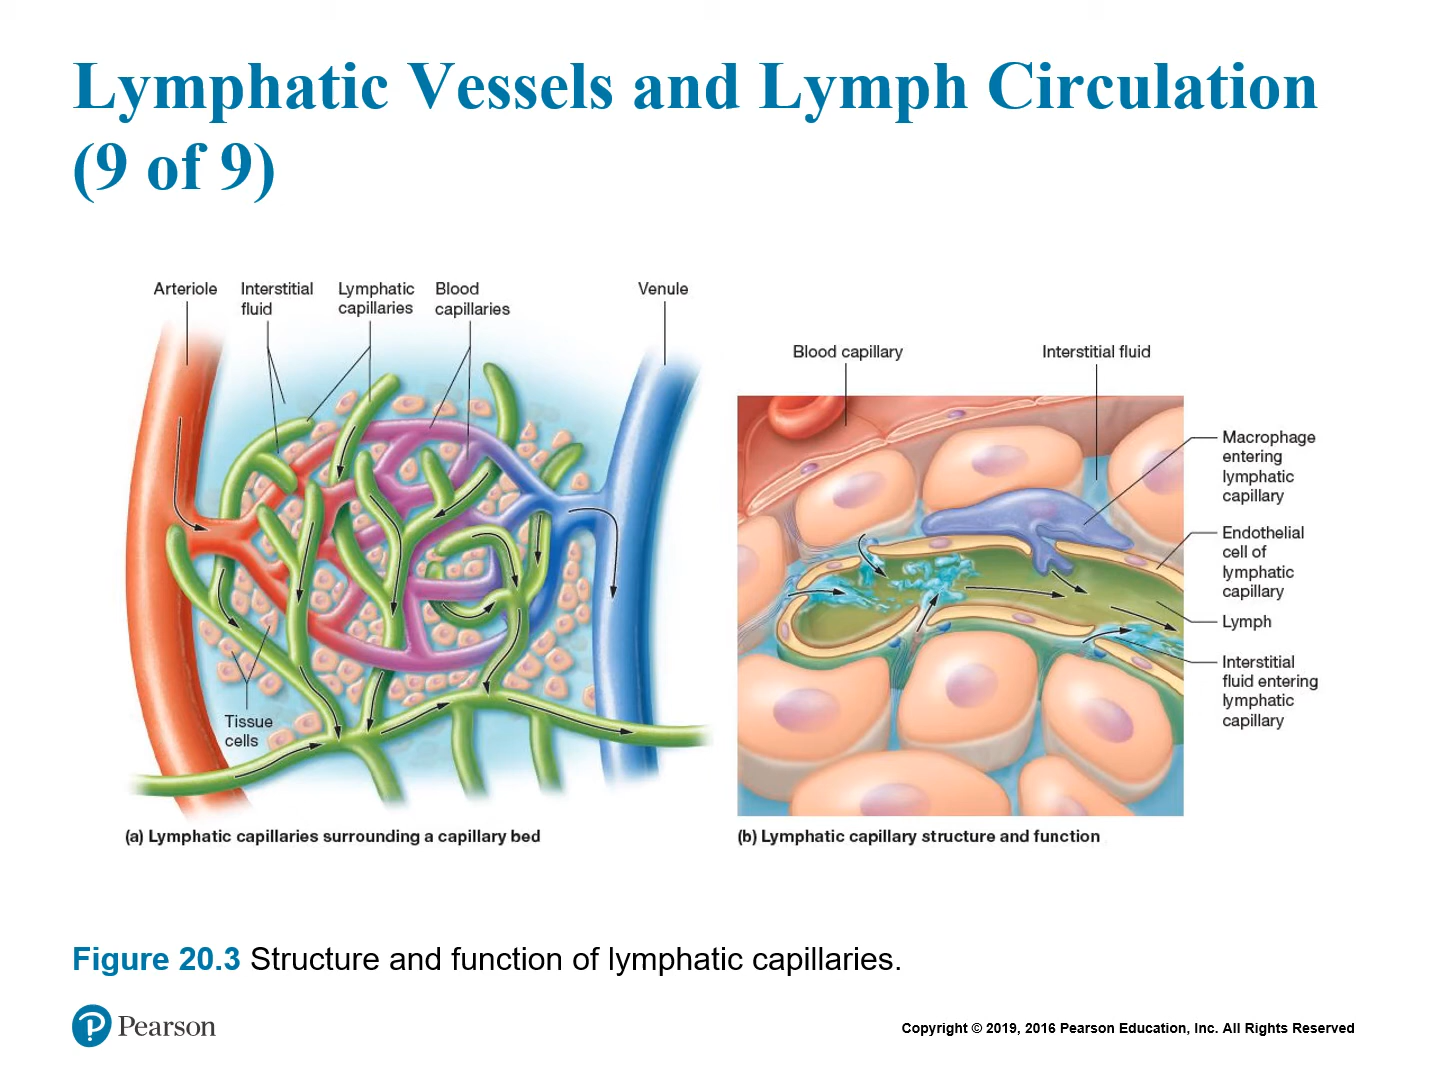 Lymphatic Vessels and Lymph Circulation
(9 of 9)
Arteriole
Interstitial
fluid
Lymphatic
capillaries
Blood
capillaries
Venule
Tissue
cells
(a) Lymphatic capillaries surrounding a capillary bed
Blood capillary
Interstitial fluid
Macrophage
entering
lymphatic
capillary
Endothelial
cell of
lymphatic
capillary
Lymph
Interstitial
fluid entering
lymphatic
capillary
(b) Lymphatic capillary structure and function
Figure 20.3 Structure and function of lymphatic capillaries.
P Pearson
Copyright © 2019, 2016 Pearson Education, Inc. All Rights Reserved